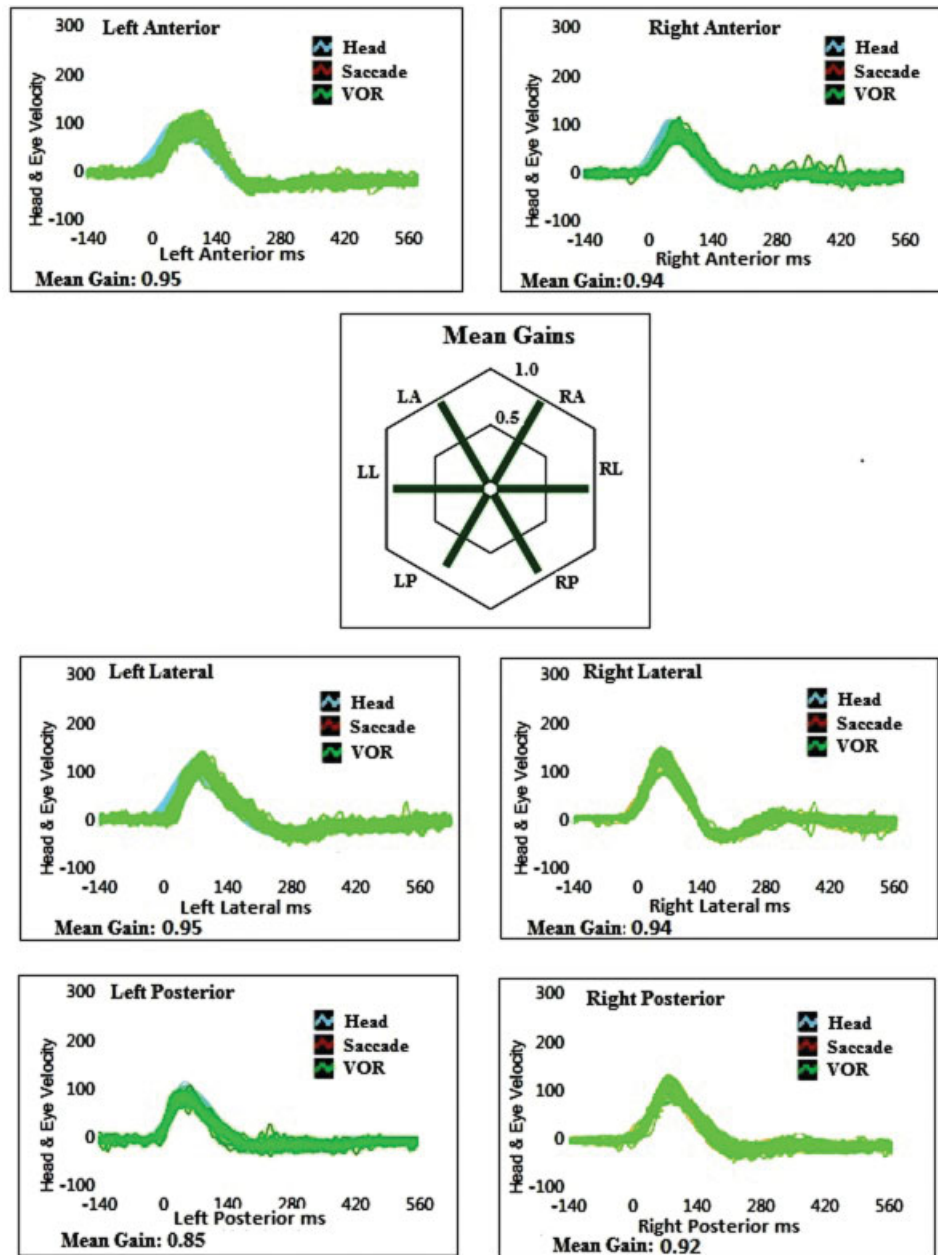 Left Anterior
300
200
100
0
-100
Head & Eye Velocity
Head
Saccade
VOR
-140 0 140 280 420 560
Left Anterior ms
Mean Gain: 0.95
Right Anterior
300
200
100
0
-100
Head & Eye Velocity
Head
Saccade
VOR
-140 0 140 280 420 560
Right Anterior ms
Mean Gain:0.94
Mean Gains
1.0
LA RA
0.5
LL RL
LP RP
Left Lateral
300
200
100
0
-100
Head & Eye Velocity
Head
Saccade
VOR
-140 0 140 280 420 560
Left Lateral ms
Mean Gain: 0.95
Right Lateral
300
200
100
0
-100
Head & Eye Velocity
Head
Saccade
VOR
-140 0 140 280 420 560
Right Lateral ms
Mean Gain: 0.94
Left Posterior
300
200
100
0
-100
Head & Eye Velocity
Head
Saccade
VOR
-140 0 140 280 420 560
Left Posterior ms
Mean Gain: 0.85
Right Posterior
300
200
100
0
-100
Head & Eye Velocity
Head
Saccade
VOR
-140 0 140 280 420 560
Right Posterior ms
Mean Gain: 0.92